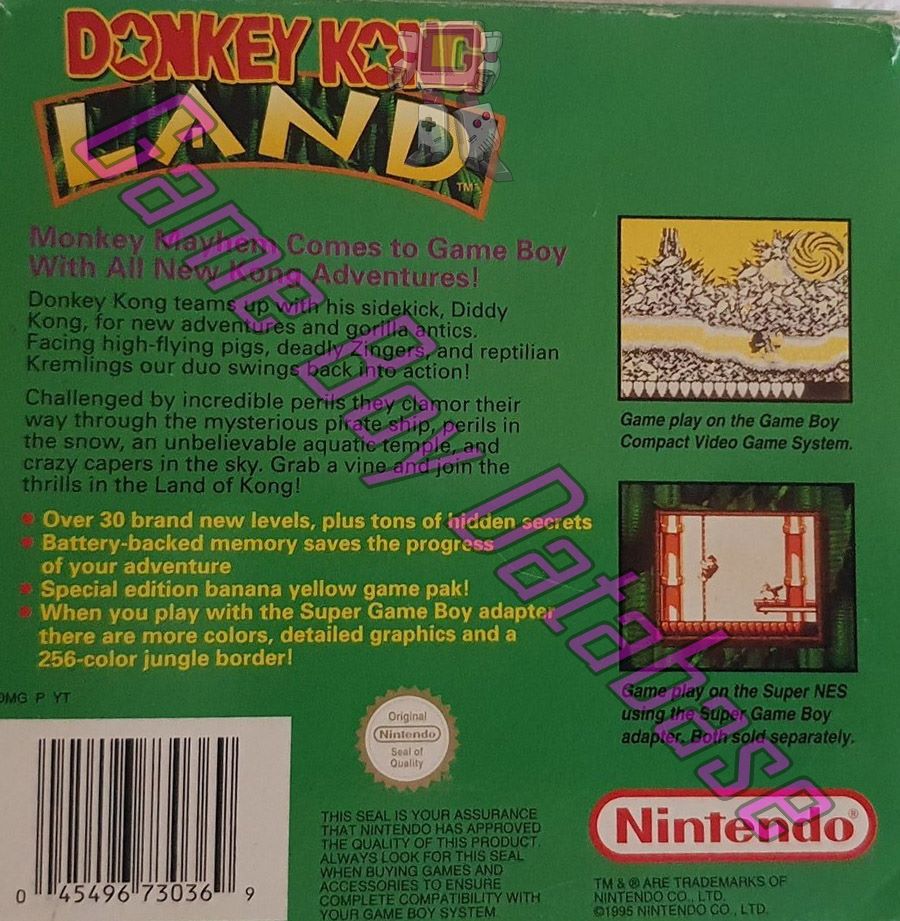 DONKEY KONG
LAND
TM
Monkey Mayhem Comes to Game Boy
With All New Kong Adventures!
Donkey Kong teams up with his sidekick, Diddy
Kong, for new adventures and gorilla antics.
Facing high-flying pigs, deadly Zingers, and reptilian
Kremlings our duo swings back into action!
Challenged by incredible perils they clamor their
way through the mysterious pirate ship, perils in
the snow, an unbelievable aquatic temple, and
crazy capers in the sky. Grab a vine and join the
thrills in the Land of Kong!
Over 30 brand new levels, plus tons of hidden secrets
Battery-backed memory saves the progress
of your adventure
Special edition banana yellow game pak!
When you play with the Super Game Boy adapter
there are more colors, detailed graphics and a
256-color jungle border!
Game play on the Game Boy
Compact Video Game System.
Game play on the Super NES
using the Super Game Boy
adapter. Both sold separately.
DMG P YT
0 45496 73036 9
Original
Nintendo
Seal of
Quality
THIS SEAL IS YOUR ASSURANCE
THAT NINTENDO HAS APPROVED
THE QUALITY OF THIS PRODUCT.
ALWAYS LOOK FOR THIS SEAL
WHEN BUYING GAMES AND
ACCESSORIES TO ENSURE
COMPLETE COMPATIBILITY WITH
YOUR GAME BOY SYSTEM.
Nintendo®
TM & ® ARE TRADEMARKS OF
NINTENDO CO., LTD.
©1995 NINTENDO CO., LTD.
Game Boy Database